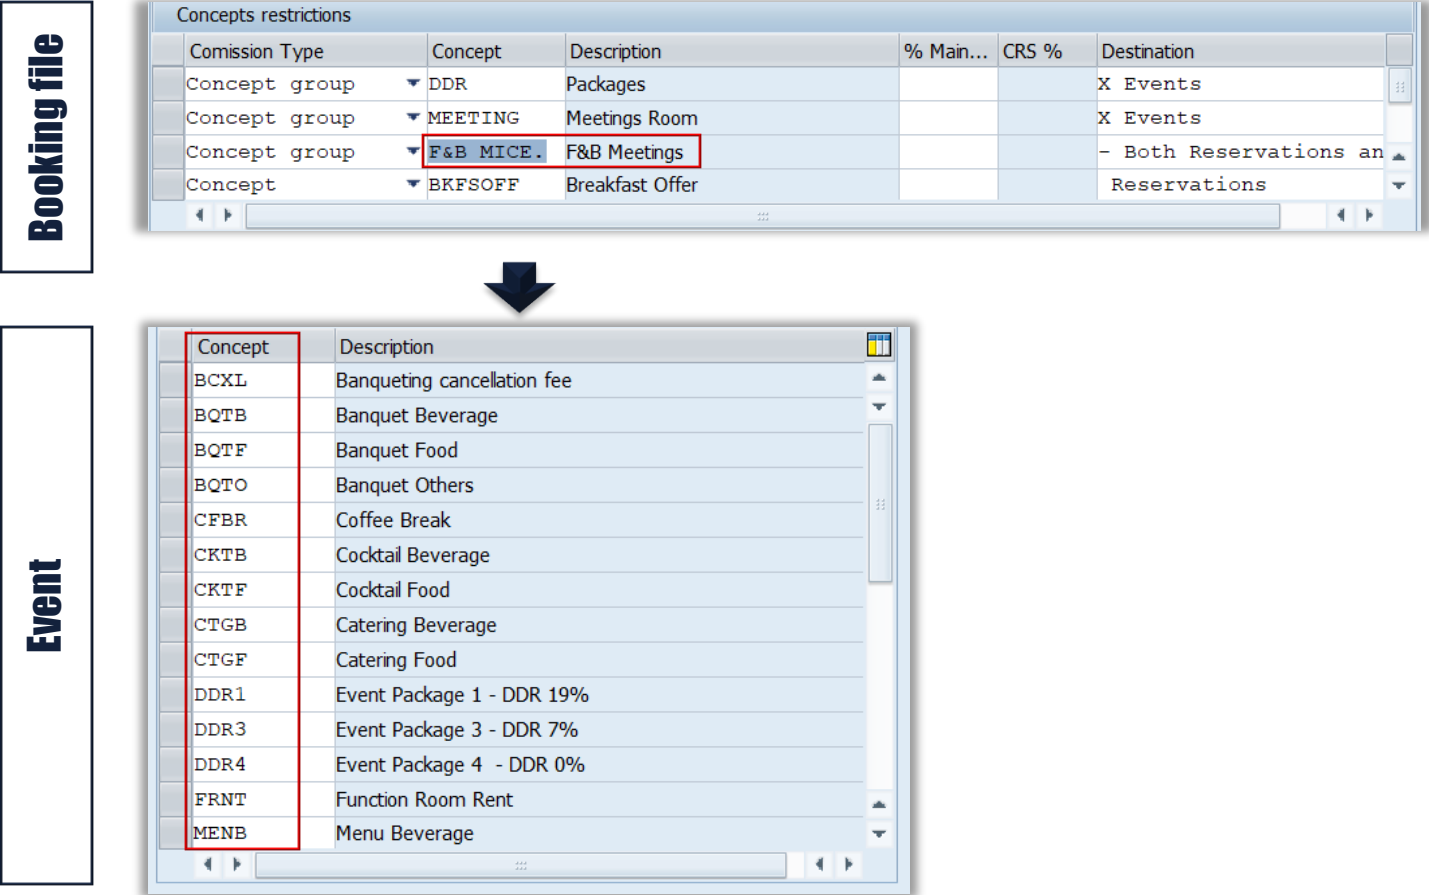 Booking file
Concepts restrictions
Comission Type Concept Description % Main... CRS % Destination
Concept group DDR Packages X Events
Concept group MEETING Meetings Room X Events
Concept group F&B MICE. F&B Meetings - Both Reservations an
Concept BKFSOFF Breakfast Offer Reservations
Event
Concept Description
BCXL Banqueting cancellation fee
BQTB Banquet Beverage
BQTF Banquet Food
BQTO Banquet Others
CFBR Coffee Break
CKTB Cocktail Beverage
CKTF Cocktail Food
CTGB Catering Beverage
CTGF Catering Food
DDR1 Event Package 1 - DDR 19%
DDR3 Event Package 3 - DDR 7%
DDR4 Event Package 4 - DDR 0%
FRNT Function Room Rent
MENB Menu Beverage